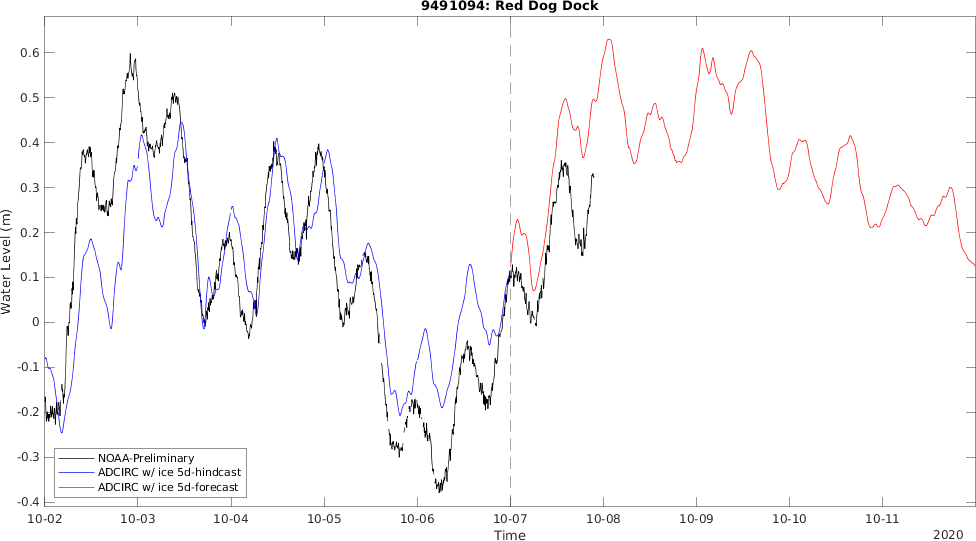 9491094: Red Dog Dock
Water Level (m)
0.6
0.5
0.4
0.3
0.2
0.1
0
-0.1
-0.2
-0.3
-0.4
NOAA-Preliminary
ADCIRC w/ ice 5d-hindcast
ADCIRC w/ ice 5d-forecast
10-02 10-03 10-04 10-05 10-06 10-07 10-08 10-09 10-10 10-11
Time
2020